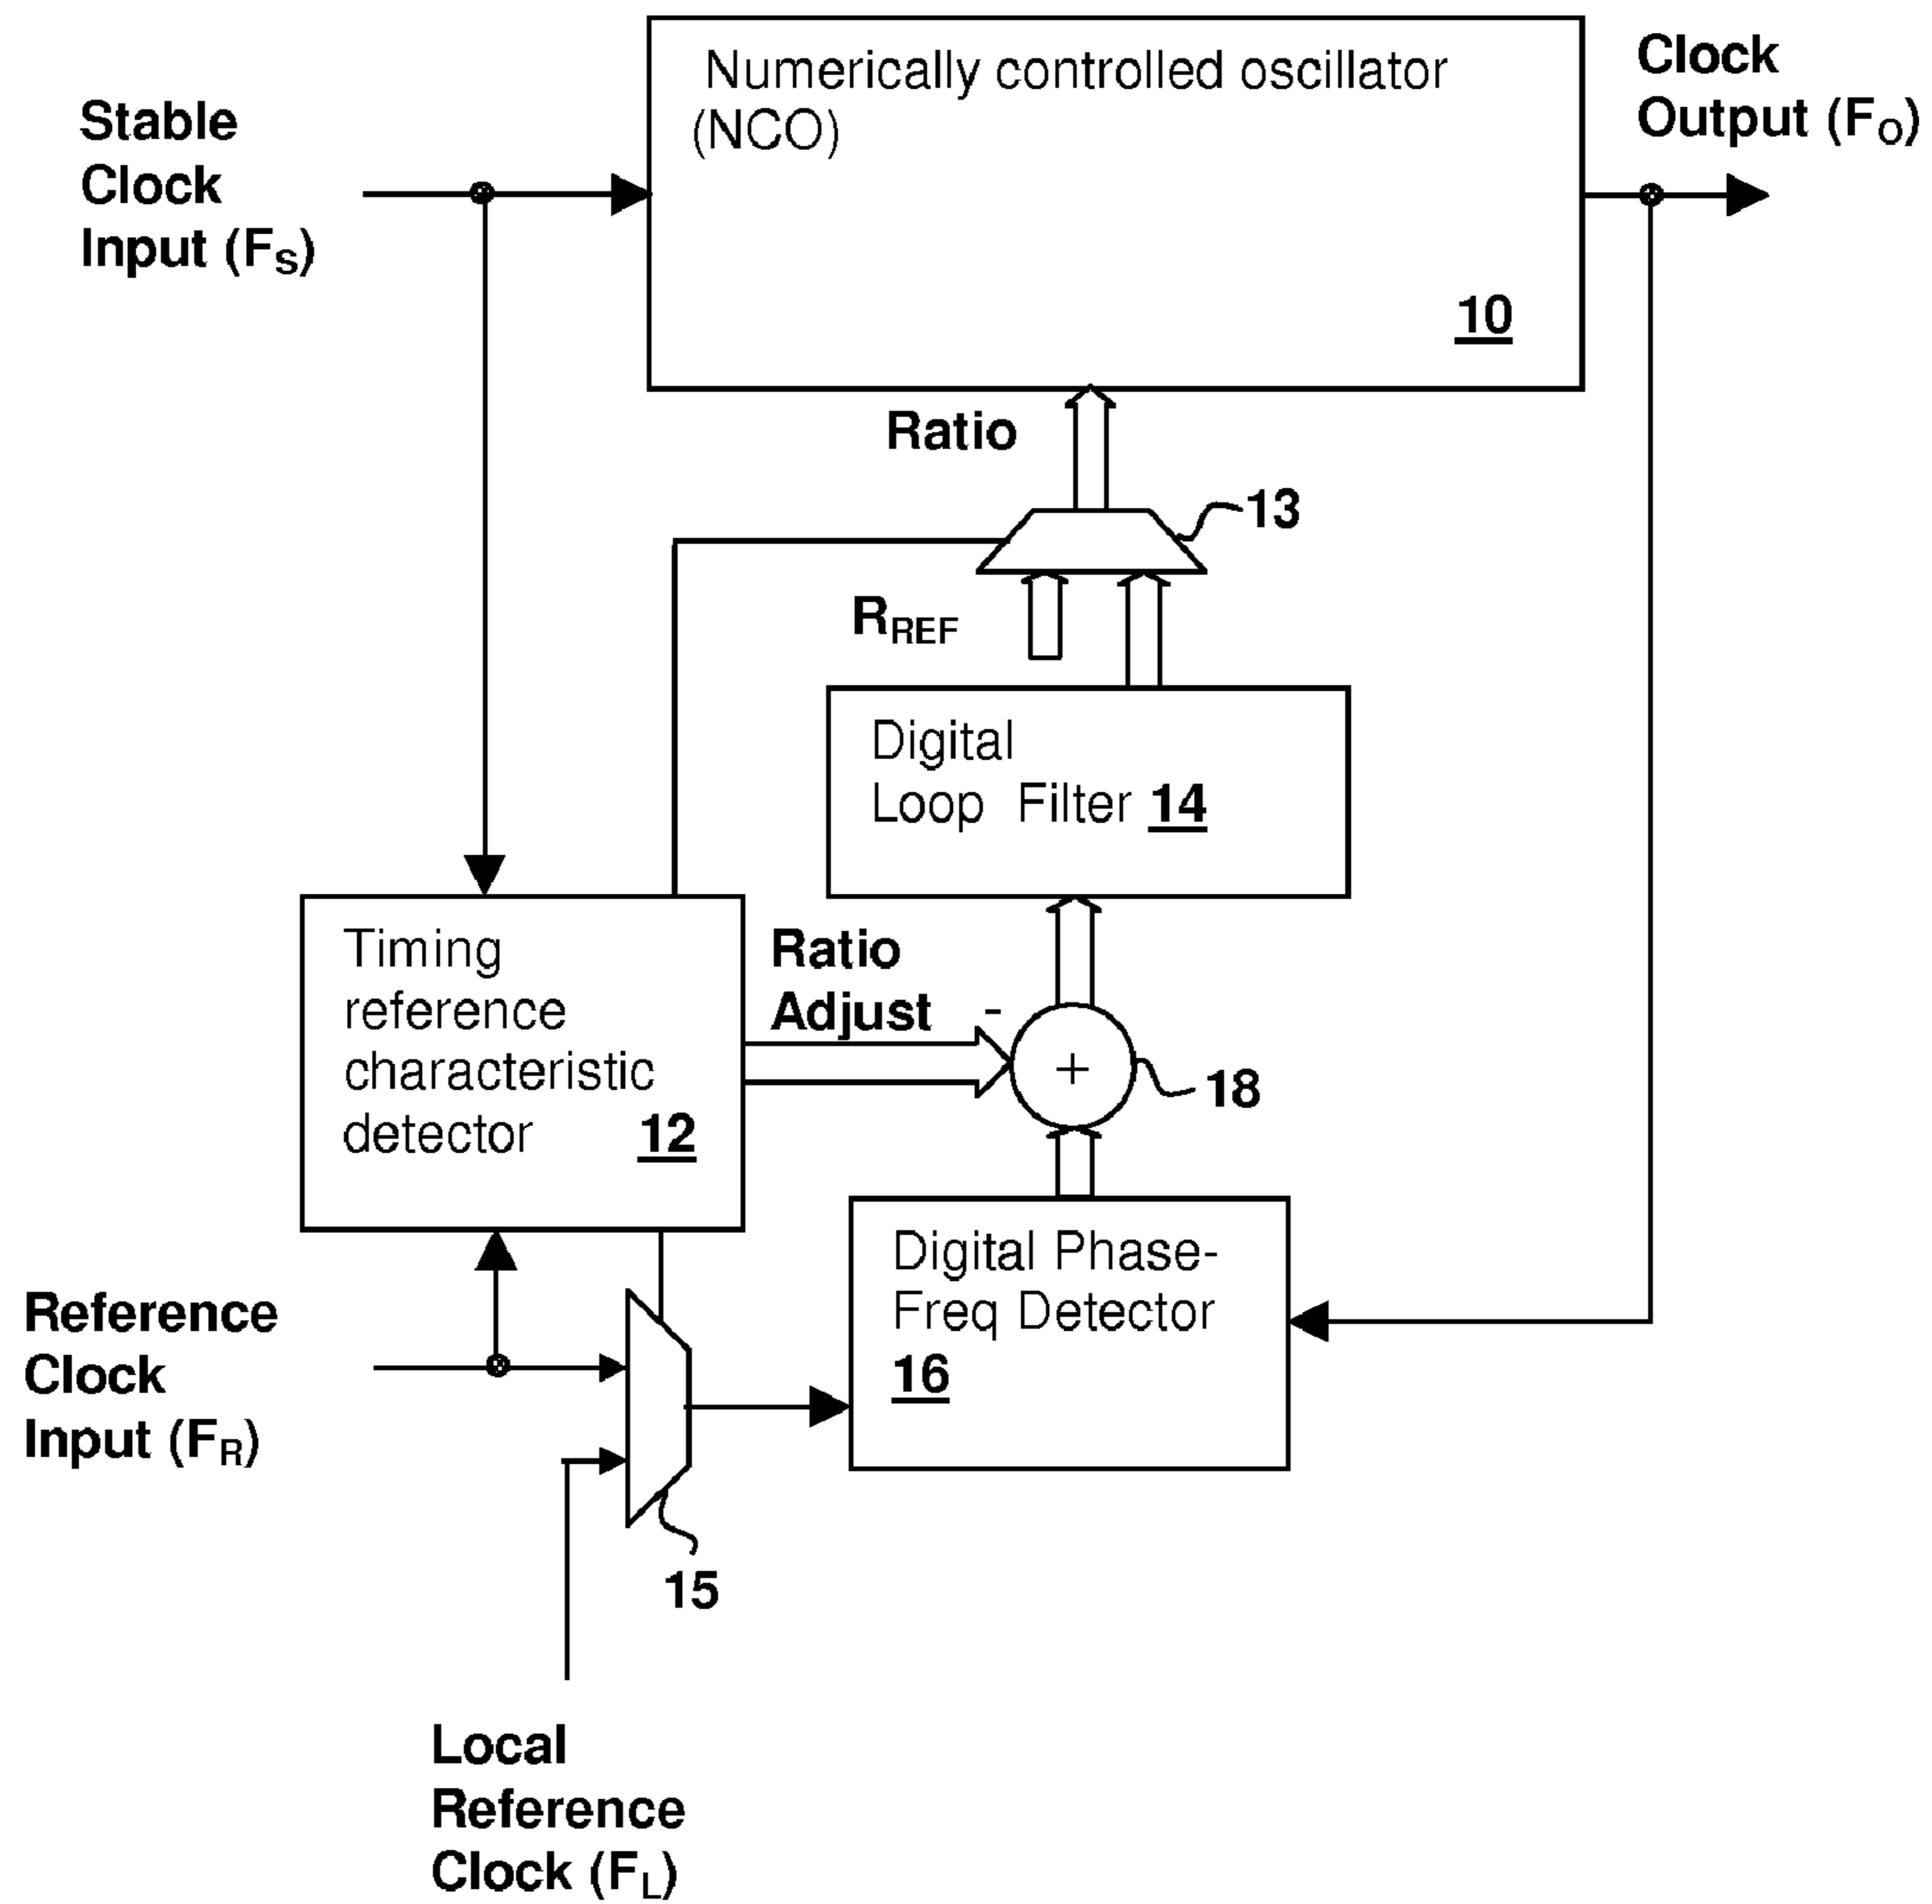 Numerically controlled oscillator
(NCO)
10
Clock
Output (FO)
Stable
Clock
Input (FS)
Ratio
13
RREF
Digital
Loop Filter 14
Timing
reference
characteristic
detector 12
Ratio
Adjust
-
+
18
Digital Phase-
Freq Detector
16
Reference
Clock
Input (FR)
15
Local
Reference
Clock (FL)